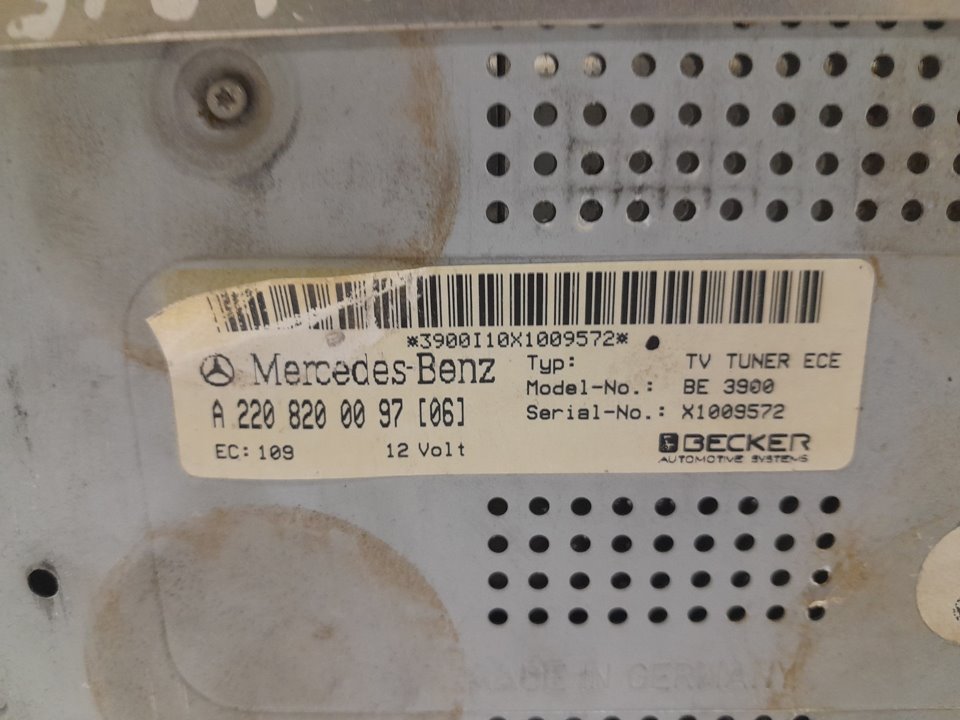 *3900I10X1009572*
Mercedes-Benz
A 220 820 00 97 [06]
EC: 109 12 Volt
Typ: TV TUNER ECE
Model-No.: BE 3900
Serial-No.: X1009572
BECKER
AUTOMOTIVE SYSTEMS
MADE IN GERMANY